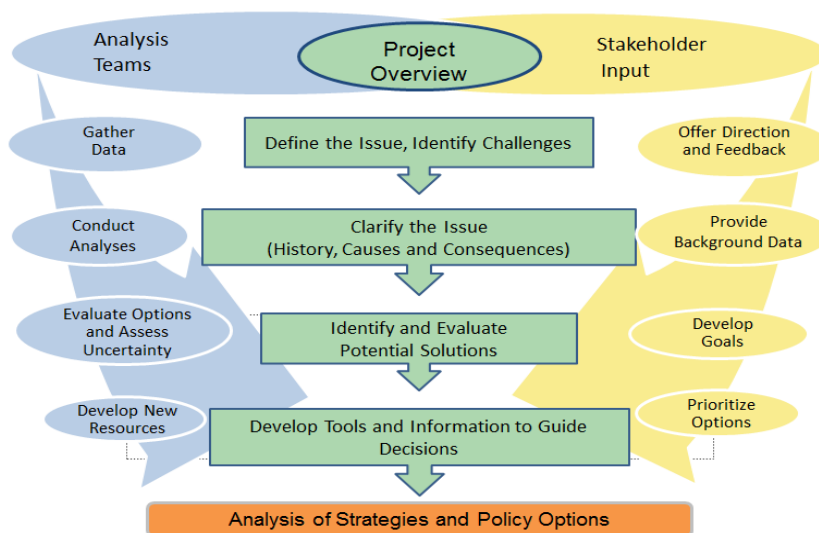 Analysis
Teams
Project
Overview
Stakeholder
Input
Gather
Data
Define the Issue, Identify Challenges
Offer Direction
and Feedback
Conduct
Analyses
Clarify the Issue
(History, Causes and Consequences)
Provide
Background Data
Evaluate Options
and Assess
Uncertainty
Identify and Evaluate
Potential Solutions
Develop
Goals
Develop New
Resources
Develop Tools and Information to Guide
Decisions
Prioritize
Options
Analysis of Strategies and Policy Options